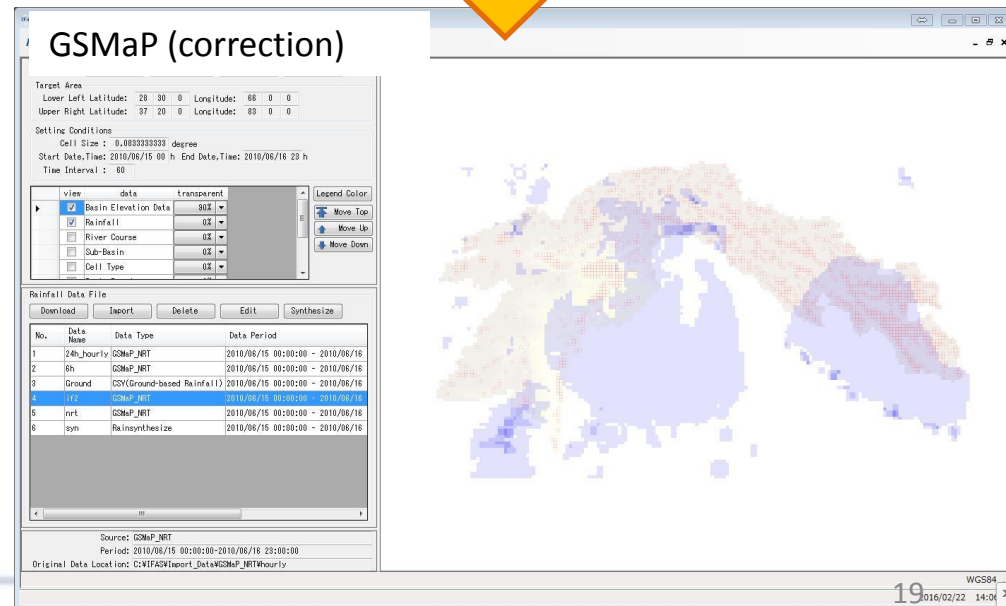 GSMaP (correction)
Target Area
Lower Left Latitude: 28 30 0 Longitude: 66 0 0
Upper Right Latitude: 37 20 0 Longitude: 83 0 0
Setting Conditions
Cell Size : 0.0833333333 degree
Start Date,Time: 2010/06/15 00 h End Date,Time: 2010/06/16 23 h
Time Interval : 60
view data transparent
Basin Elevation Data 90%
Rainfall 0%
River Course 0%
Sub-Basin 0%
Cell Type 0%
Legend Color
Move Top
Move Up
Move Down
Rainfall Data File
Download Import Delete Edit Synthesize
No. Data Name Data Type Data Period
1 24h_hourly GSMaP_NRT 2010/06/15 00:00:00 - 2010/06/16
2 6h GSMaP_NRT 2010/06/15 00:00:00 - 2010/06/16
3 Ground CSV(Ground-based Rainfall) 2010/06/15 00:00:00 - 2010/06/16
4 if2 GSMaP_NRT 2010/06/15 00:00:00 - 2010/06/16
5 nrt GSMaP_NRT 2010/06/15 00:00:00 - 2010/06/16
6 syn Rainsynthesize 2010/06/15 00:00:00 - 2010/06/16
Source: GSMaP_NRT
Period: 2010/06/15 00:00:00-2010/06/16 23:00:00
Original Data Location: C:¥IFAS¥Import_Data¥GSMaP_NRT¥hourly
WGS84
19
2016/02/22 14:06